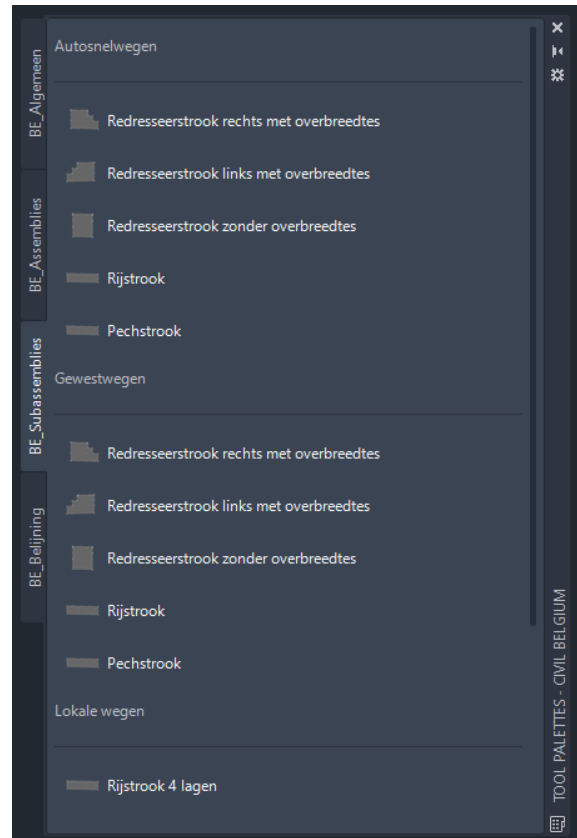 BE_Algemeen
BE_Assemblies
BE_Subassemblies
BE_Belijning
Autosnelwegen
Redresseerstrook rechts met overbreedtes
Redresseerstrook links met overbreedtes
Redresseerstrook zonder overbreedtes
Rijstrook
Pechstrook
Gewestwegen
Redresseerstrook rechts met overbreedtes
Redresseerstrook links met overbreedtes
Redresseerstrook zonder overbreedtes
Rijstrook
Pechstrook
Lokale wegen
Rijstrook 4 lagen
TOOL PALETTES - CIVIL BELGIUM